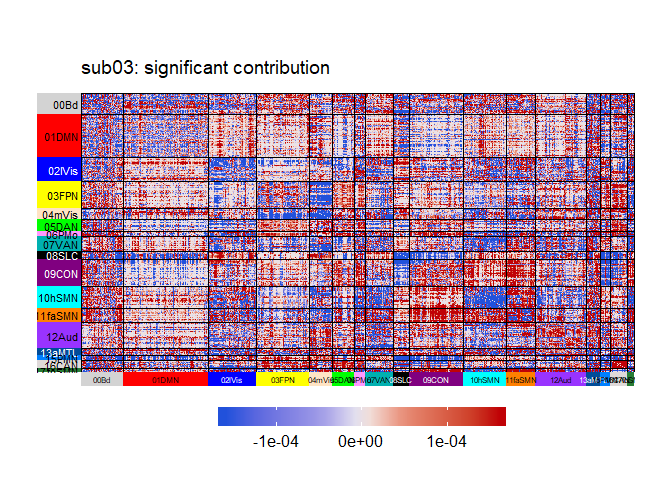 sub03: significant contribution
00Bd
01DMN
02lVis
03FPN
04mVis
05DAN
06PMo
07VAN
08SLC
09CON
10hSMN
11faSMN
12Aud
13aMTL
00Bd 01DMN 02lVis 03FPN 04mVis 05DAN 07VAN 08SLC 09CON 10hSMN 11faSMN 12Aud
-1e-04 0e+00 1e-04